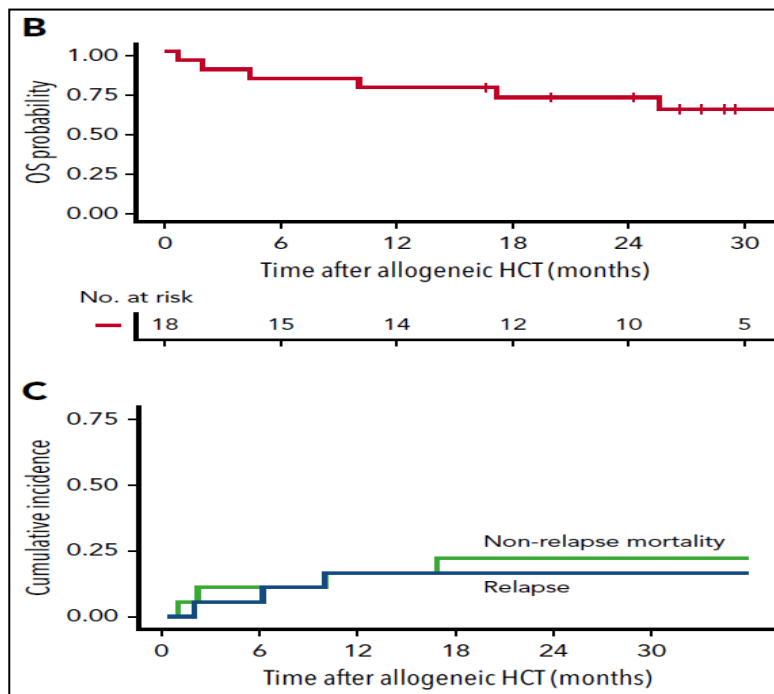 B
OS probability
1.00
0.75
0.50
0.25
0.00
0 6 12 18 24 30
Time after allogeneic HCT (months)
No. at risk
18 15 14 12 10 5
C
Cumulative incidence
0.75
0.50
0.25
0.00
Non-relapse mortality
Relapse
0 6 12 18 24 30
Time after allogeneic HCT (months)